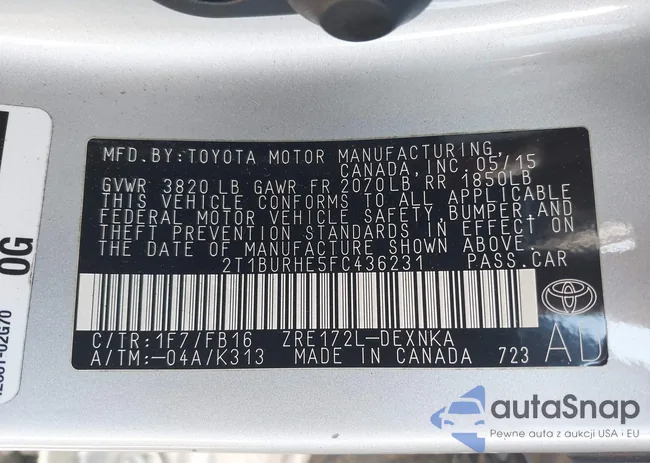 MFD.BY:TOYOTA MOTOR MANUFACTURING,
CANADA,INC. 05/15
GVWR 3820 LB GAWR FR 2070LB RR 1850LB
THIS VEHICLE CONFORMS TO ALL APPLICABLE
FEDERAL MOTOR VEHICLE SAFETY, BUMPER,AND
THEFT PREVENTION STANDARDS IN EFFECT ON
THE DATE OF MANUFACTURE SHOWN ABOVE.
2T1BURHE5FC436231 PASS.CAR
C/TR:1F7/FB16 ZRE172L-DEXNKA
A/TM:-04A/K313 MADE IN CANADA 723
AD
0G
autaSnap
Pewne auta z aukcji USA i EU